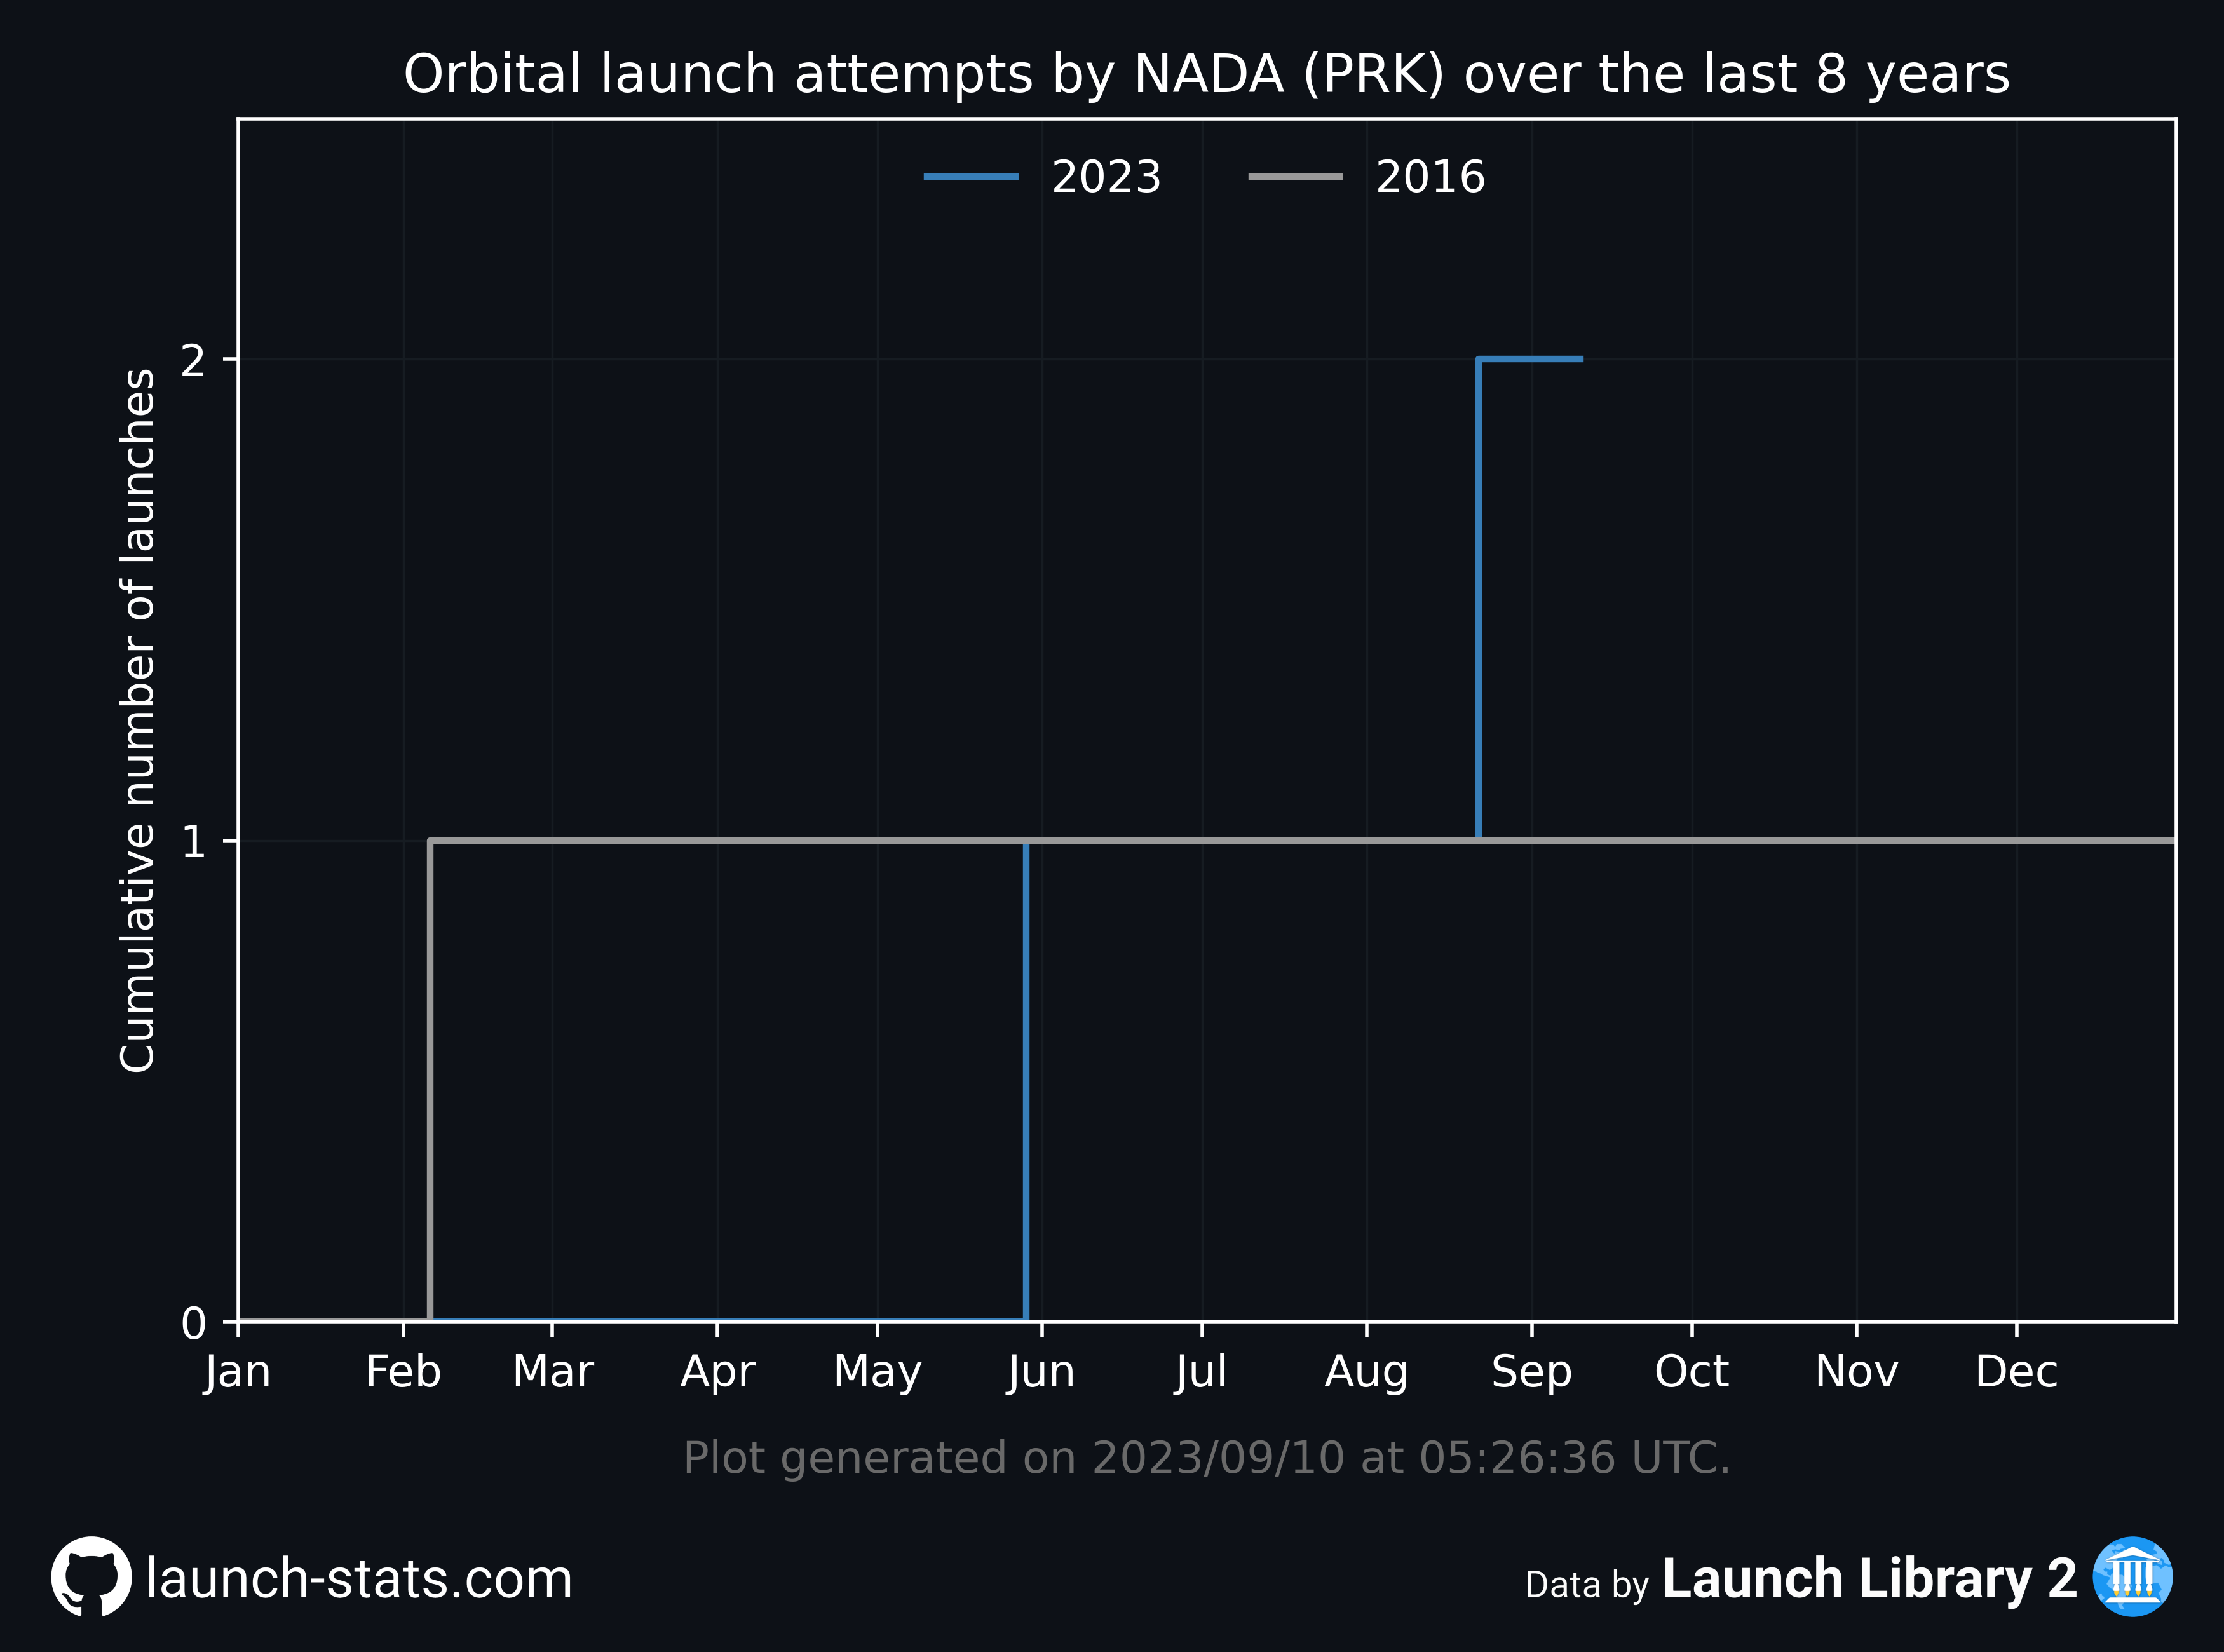 Orbital launch attempts by NADA (PRK) over the last 8 years
2023 2016
Cumulative number of launches
2
1
0
Jan Feb Mar Apr May Jun Jul Aug Sep Oct Nov Dec
Plot generated on 2023/09/10 at 05:26:36 UTC.
launch-stats.com
Data by Launch Library 2